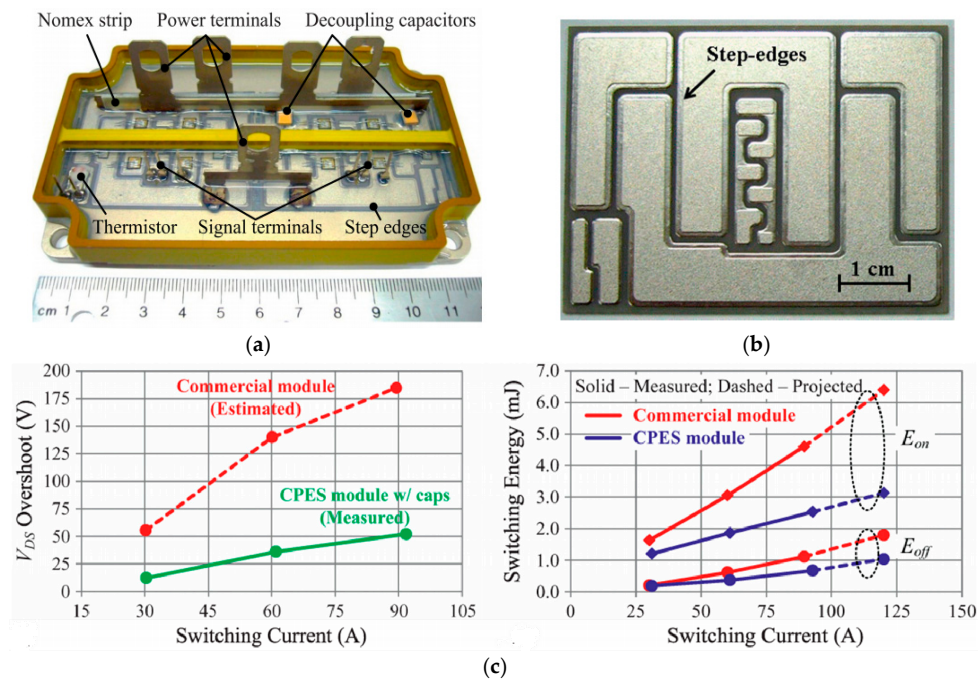 Nomex strip
Power terminals
Decoupling capacitors
Thermistor
Signal terminals
Step edges
cm 1 2 3 4 5 6 7 8 9 10 11
(a)
Step-edges
1 cm
(b)
200
175
150
125
100
75
50
25
0
V_DS Overshoot (V)
Commercial module
(Estimated)
CPES module w/ caps
(Measured)
15 30 45 60 75 90 105
Switching Current (A)
7.0
6.0
5.0
4.0
3.0
2.0
1.0
0.0
Switching Energy (mJ)
Solid – Measured; Dashed – Projected
Commercial module
CPES module
E_on
E_off
0 25 50 75 100 125 150
Switching Current (A)
(c)